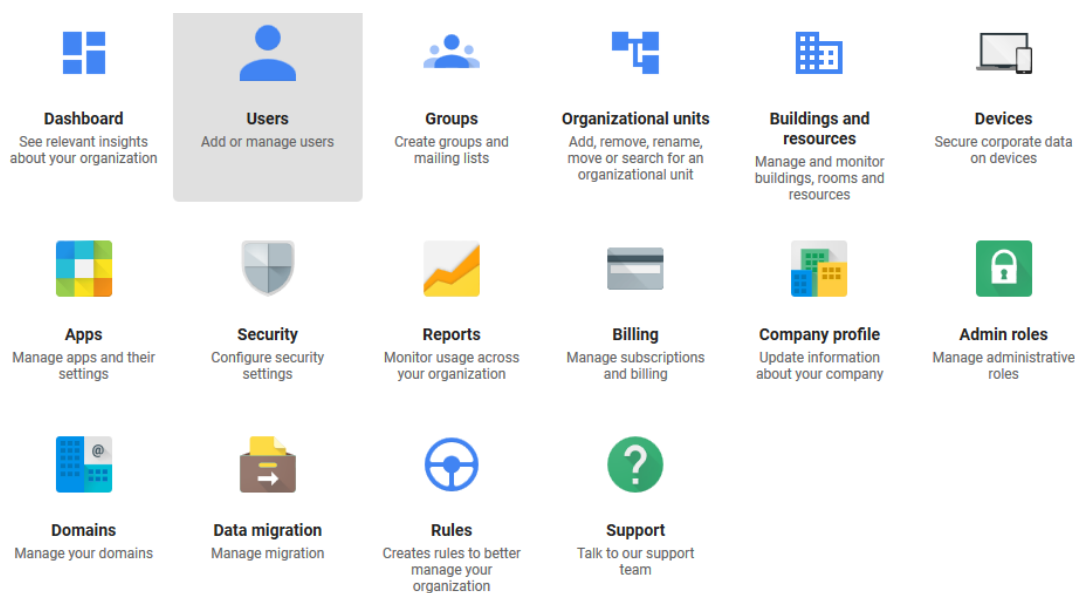 Dashboard
See relevant insights
about your organization
Users
Add or manage users
Groups
Create groups and
mailing lists
Organizational units
Add, remove, rename,
move or search for an
organizational unit
Buildings and
resources
Manage and monitor
buildings, rooms and
resources
Devices
Secure corporate data
on devices
Apps
Manage apps and their
settings
Security
Configure security
settings
Reports
Monitor usage across
your organization
Billing
Manage subscriptions
and billing
Company profile
Update information
about your company
Admin roles
Manage administrative
roles
@
Domains
Manage your domains
Data migration
Manage migration
Rules
Creates rules to better
manage your
organization
?
Support
Talk to our support
team